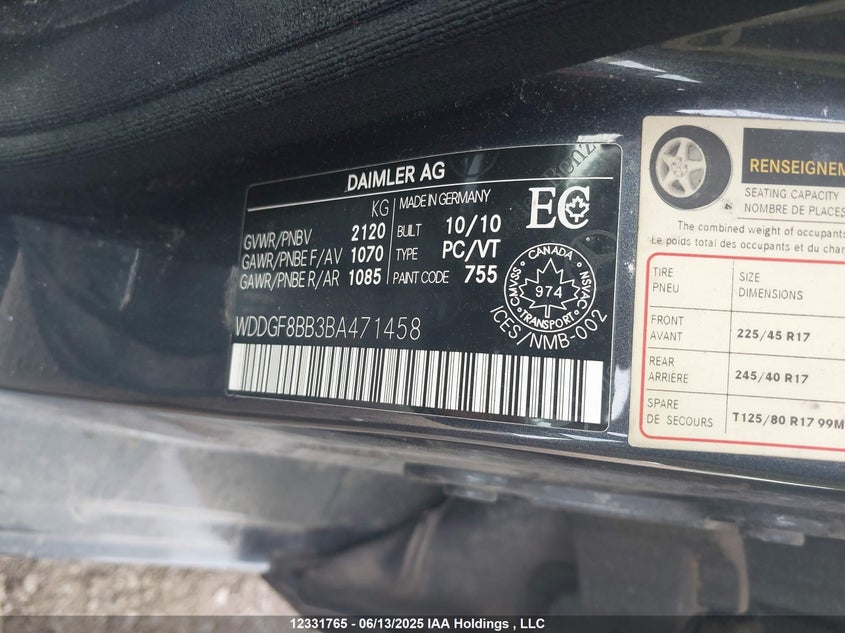 DAIMLER AG
KG
MADE IN GERMANY
GVWR/PNBV 2120
BUILT 10/10
GAWR/PNBE F/AV 1070
TYPE PC/VT
GAWR/PNBE R/AR 1085
PAINT CODE 755
EC
CANADA
CMVSS
NSVAC
974
TRANSPORT
ICES/NMB-002
WDDGF8BB3BA471458
RENSEIGNEM
SEATING CAPACITY
NOMBRE DE PLACES
The combined weight of occupants
Le poids total des occupants et du char
TIRE
PNEU
SIZE
DIMENSIONS
FRONT
AVANT
225/45 R17
REAR
ARRIÈRE
245/40 R17
SPARE
DE SECOURS
T125/80 R17 99M
12331765 - 06/13/2025 IAA Holdings , LLC